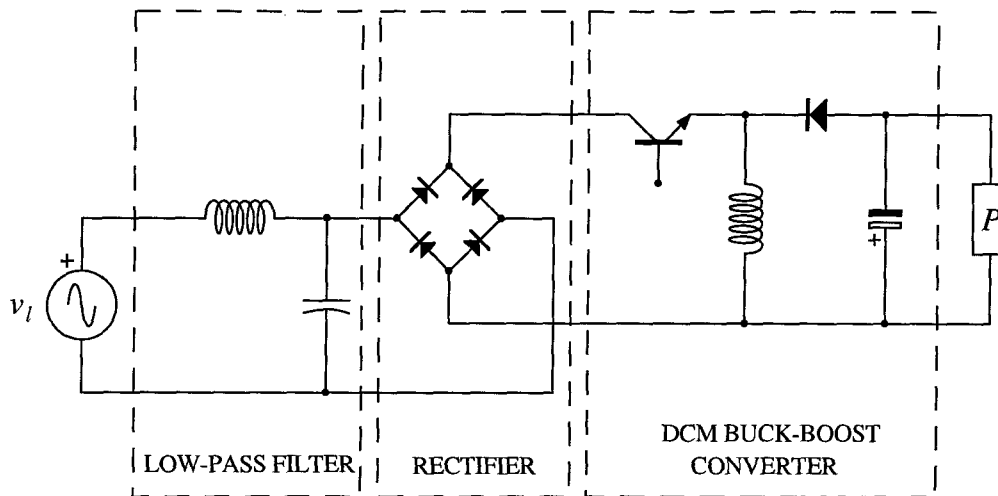 +
v_l
+
P
LOW-PASS FILTER
RECTIFIER
DCM BUCK-BOOST
CONVERTER